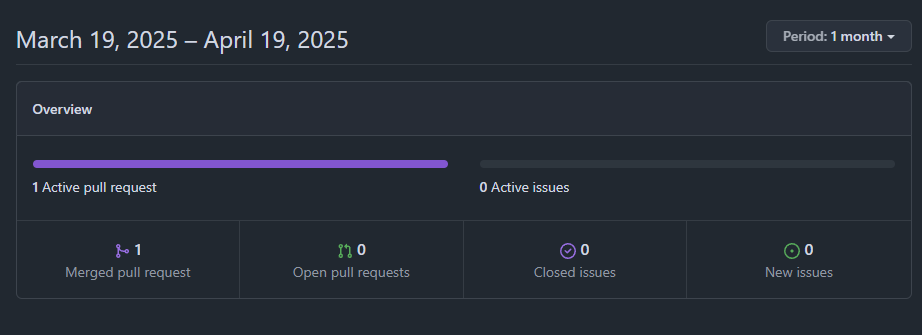 March 19, 2025 – April 19, 2025
Period: 1 month
Overview
1 Active pull request
0 Active issues
1
Merged pull request
0
Open pull requests
0
Closed issues
0
New issues